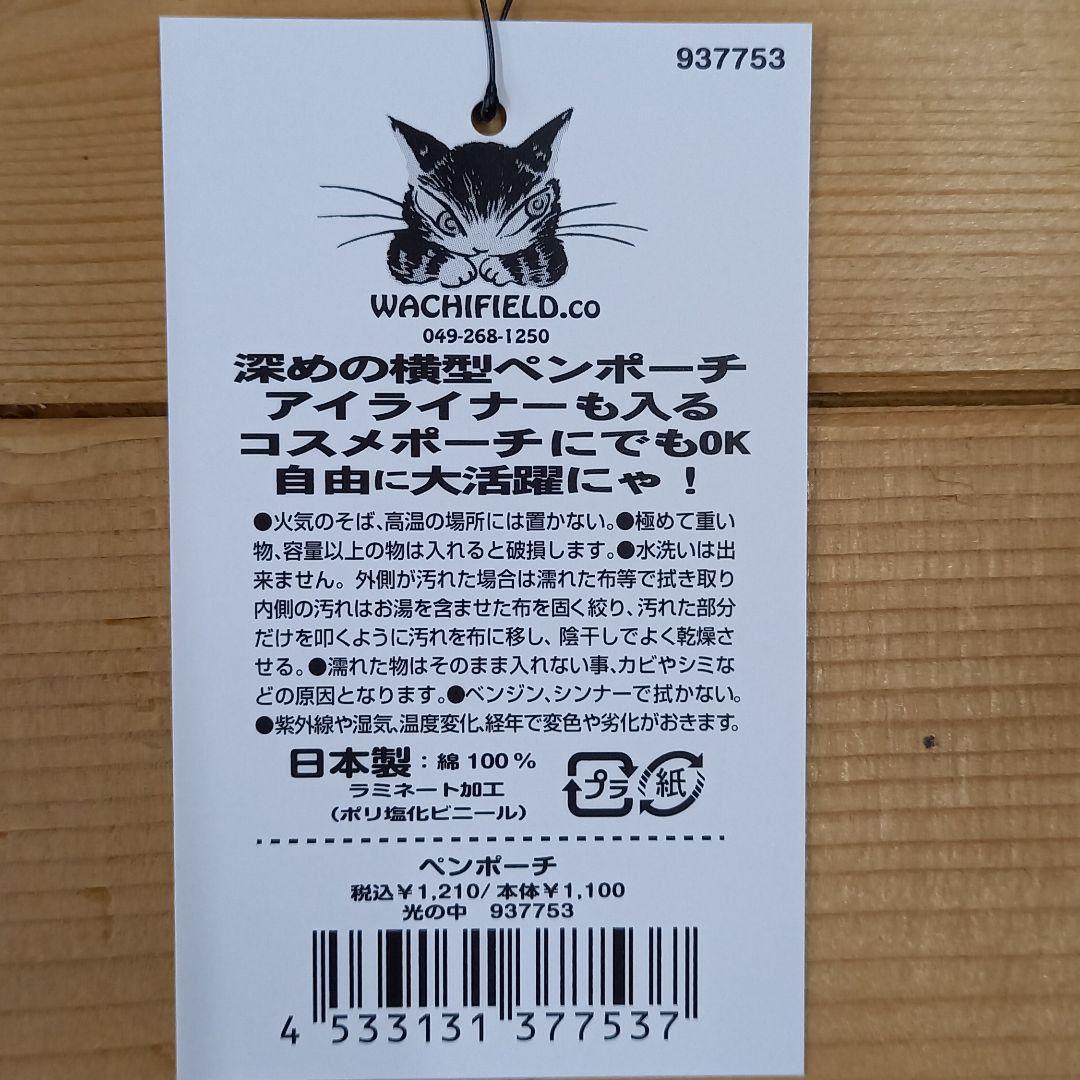 937753
WACHIFIELD.CO
049-268-1250
深めの横型ペンポーチ
アイライナーも入る
コスメポーチにでもOK
自由に大活躍にゃ！
●火気のそば、高温の場所には置かない。●極めて重い
物、容量以上の物は入れると破損します。●水洗いは出
来ません。外側が汚れた場合は濡れた布等で拭き取り
内側の汚れはお湯を含ませた布を固く絞り、汚れた部分
だけを叩くように汚れを布に移し、陰干しでよく乾燥さ
せる。●濡れた物はそのまま入れない事、カビやシミな
どの原因となります。●ベンジン、シンナーで拭かない。
●紫外線や湿気、温度変化、経年で変色や劣化がおきます。
日本製：綿 100％
ラミネート加工
（ポリ塩化ビニール）
プラ 紙
ペンポーチ
税込￥1,210/ 本体￥1,100
光の中 937753
4 533131 377537